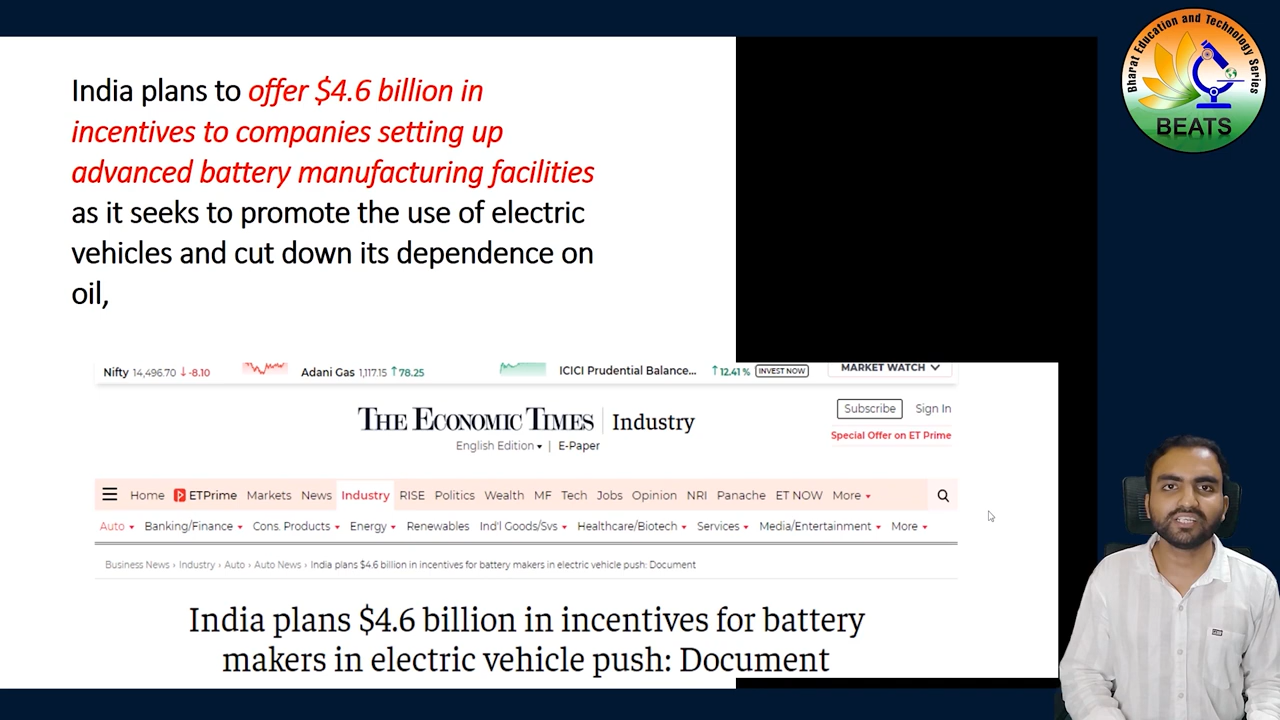 India plans to offer $4.6 billion in
incentives to companies setting up
advanced battery manufacturing facilities
as it seeks to promote the use of electric
vehicles and cut down its dependence on
oil,
Bharat Education and Technology Series
BEATS
Nifty 14,496.70 ↓ -8.10 Adani Gas 1,117.15 ↑ 78.25 ICICI Prudential Balance... ↑ 12.41 % INVEST NOW MARKET WATCH
THE ECONOMIC TIMES | Industry
Subscribe Sign In
English Edition ▾ | E-Paper
Special Offer on ET Prime
Home ETPrime Markets News Industry RISE Politics Wealth MF Tech Jobs Opinion NRI Panache ET NOW More ▾
Auto ▾ Banking/Finance ▾ Cons. Products ▾ Energy ▾ Renewables Ind'l Goods/Svs ▾ Healthcare/Biotech ▾ Services ▾ Media/Entertainment ▾ More ▾
Business News › Industry › Auto › Auto News › India plans $4.6 billion in incentives for battery makers in electric vehicle push: Document
India plans $4.6 billion in incentives for battery
makers in electric vehicle push: Document